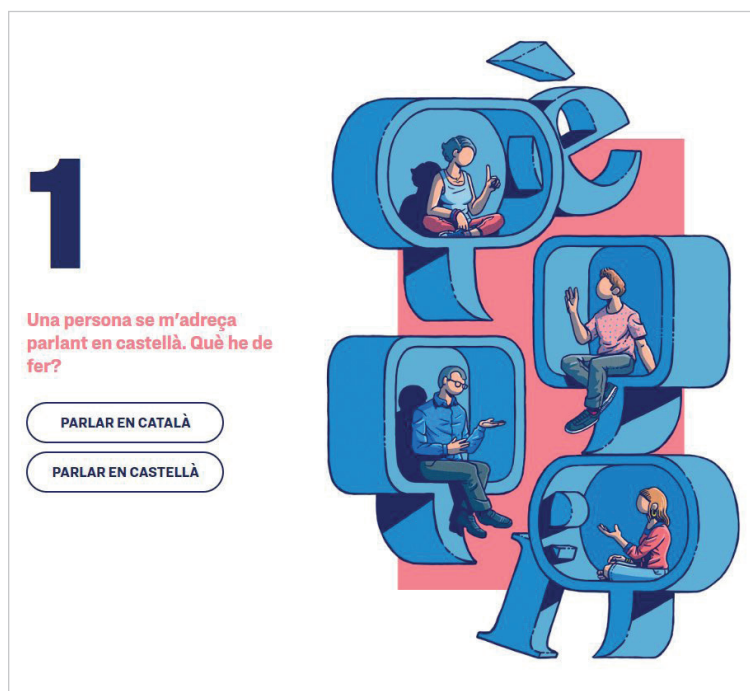 1
Una persona se m’adreça
parlant en castellà. Què he de
fer?
PARLAR EN CATALÀ
PARLAR EN CASTELLÀ